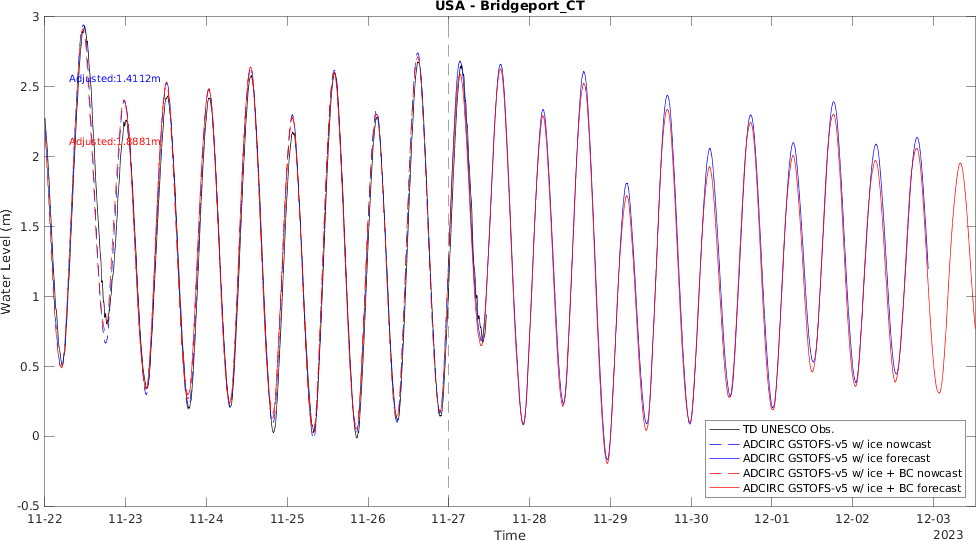 USA - Bridgeport_CT
3
2.5
2
1.5
1
0.5
0
-0.5
Water Level (m)
Adjusted:1.4112m
Adjusted:1.8881m
TD UNESCO Obs.
ADCIRC GSTOFS-v5 w/ ice nowcast
ADCIRC GSTOFS-v5 w/ ice forecast
ADCIRC GSTOFS-v5 w/ ice + BC nowcast
ADCIRC GSTOFS-v5 w/ ice + BC forecast
11-22 11-23 11-24 11-25 11-26 11-27 11-28 11-29 11-30 12-01 12-02 12-03
Time
2023